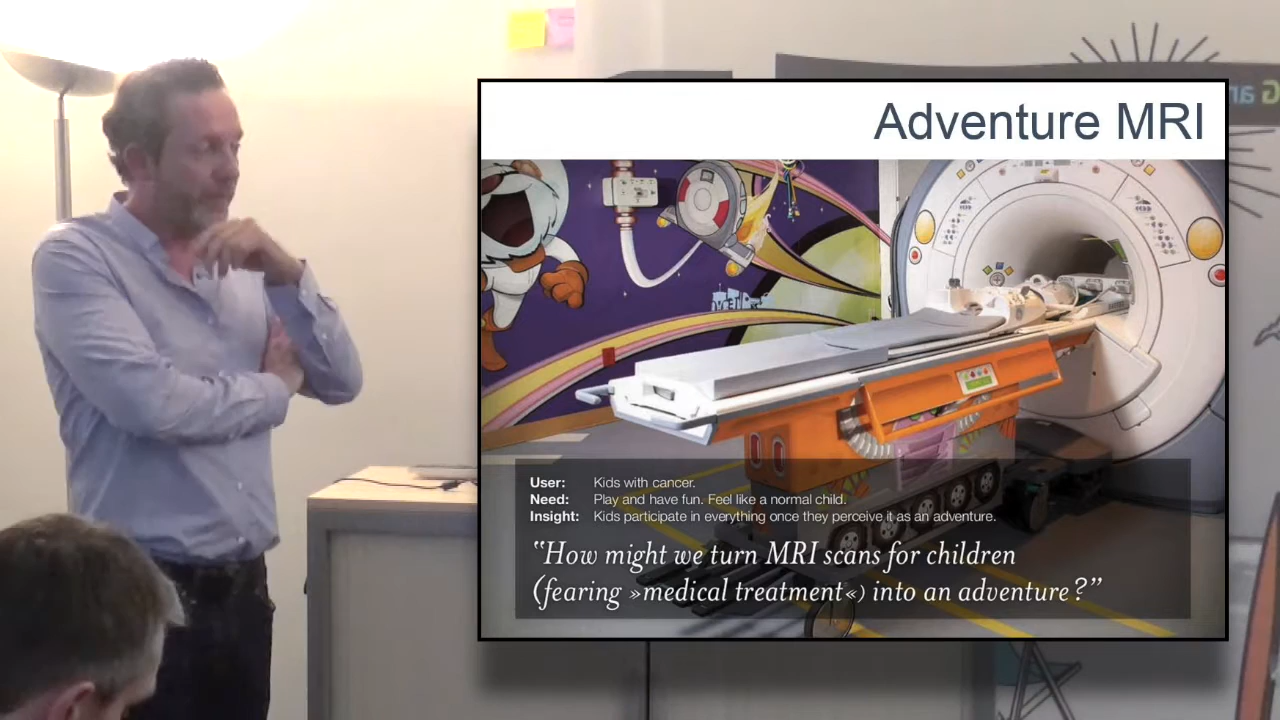 G an
Adventure MRI
User: Kids with cancer.
Need: Play and have fun. Feel like a normal child.
Insight: Kids participate in everything once they perceive it as an adventure.
“How might we turn MRI scans for children
(fearing »medical treatment«) into an adventure?”